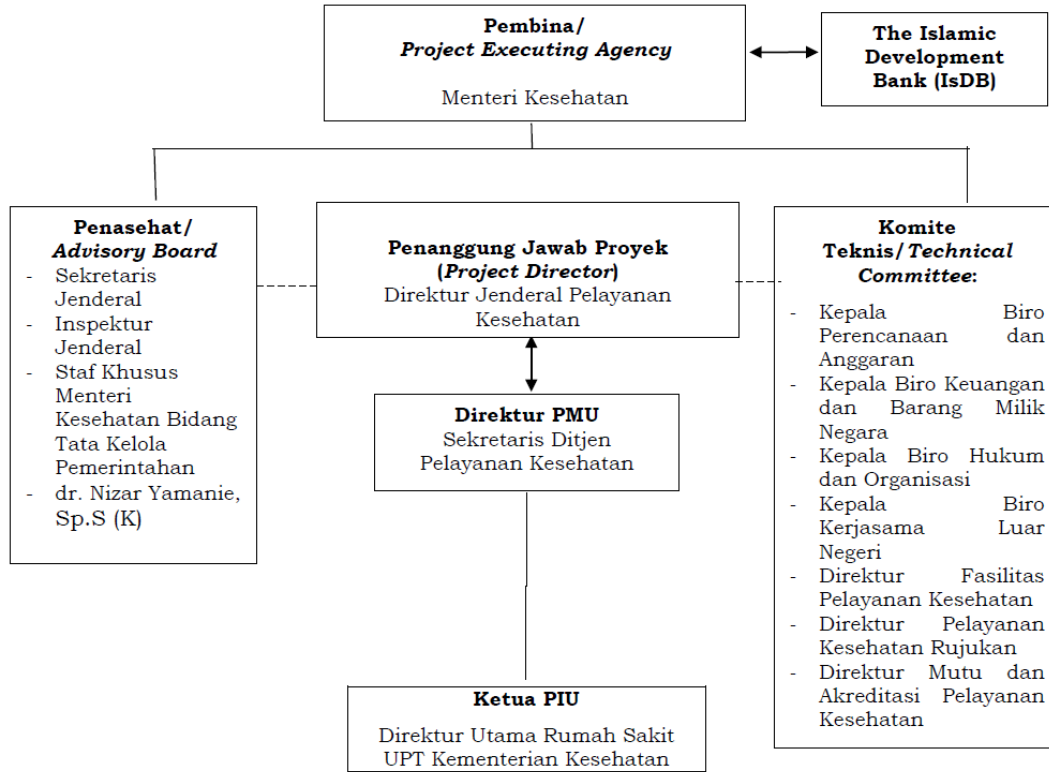 Pembina/
Project Executing Agency
Menteri Kesehatan
The Islamic
Development
Bank (IsDB)
Penasehat/
Advisory Board
- Sekretaris
Jenderal
- Inspektur
Jenderal
- Staf Khusus
Menteri
Kesehatan Bidang
Tata Kelola
Pemerintahan
- dr. Nizar Yamanie,
Sp.S (K)
Penanggung Jawab Proyek
(Project Director)
Direktur Jenderal Pelayanan
Kesehatan
Komite
Teknis/Technical
Committee:
- Kepala Biro
Perencanaan dan
Anggaran
- Kepala Biro Keuangan
dan Barang Milik
Negara
- Kepala Biro Hukum
dan Organisasi
- Kepala Biro
Kerjasama Luar
Negeri
- Direktur Fasilitas
Pelayanan Kesehatan
- Direktur Pelayanan
Kesehatan Rujukan
- Direktur Mutu dan
Akreditasi Pelayanan
Kesehatan
Direktur PMU
Sekretaris Ditjen
Pelayanan Kesehatan
Ketua PIU
Direktur Utama Rumah Sakit
UPT Kementerian Kesehatan